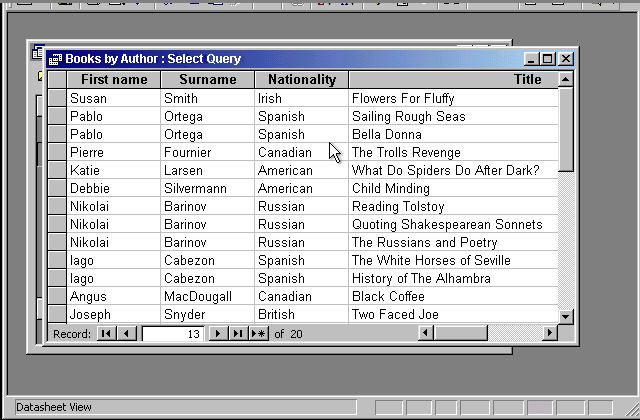 Books by Author : Select Query
First name Surname Nationality Title
Susan Smith Irish Flowers For Fluffy
Pablo Ortega Spanish Sailing Rough Seas
Pablo Ortega Spanish Bella Donna
Pierre Fournier Canadian The Trolls Revenge
Katie Larsen American What Do Spiders Do After Dark?
Debbie Silvermann American Child Minding
Nikolai Barinov Russian Reading Tolstoy
Nikolai Barinov Russian Quoting Shakespearean Sonnets
Nikolai Barinov Russian The Russians and Poetry
Iago Cabezon Spanish The White Horses of Seville
Iago Cabezon Spanish History of The Alhambra
Angus MacDougall Canadian Black Coffee
Joseph Snyder British Two Faced Joe
Record: 13 of 20
Datasheet View